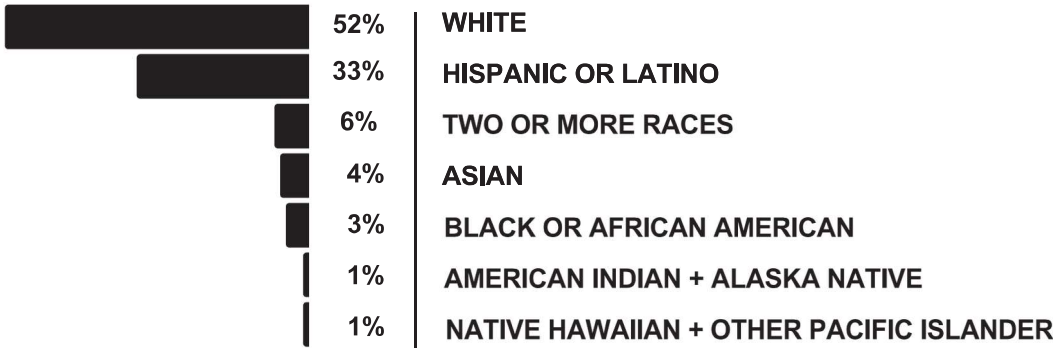 52% WHITE
33% HISPANIC OR LATINO
6% TWO OR MORE RACES
4% ASIAN
3% BLACK OR AFRICAN AMERICAN
1% AMERICAN INDIAN + ALASKA NATIVE
1% NATIVE HAWAIIAN + OTHER PACIFIC ISLANDER